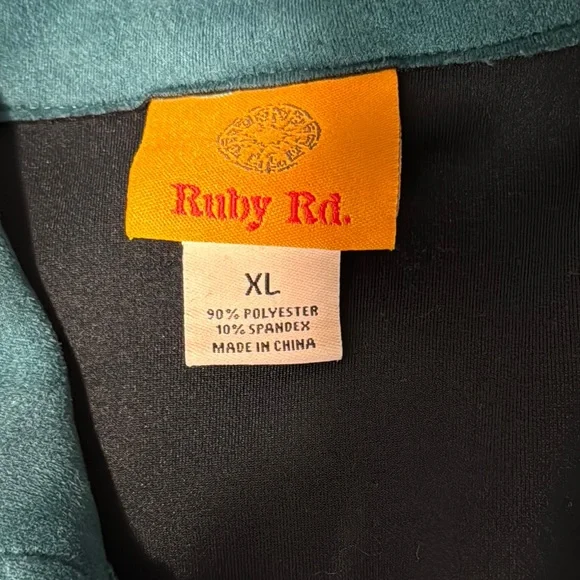 Ruby Rd.
XL
90% POLYESTER
10% SPANDEX
MADE IN CHINA